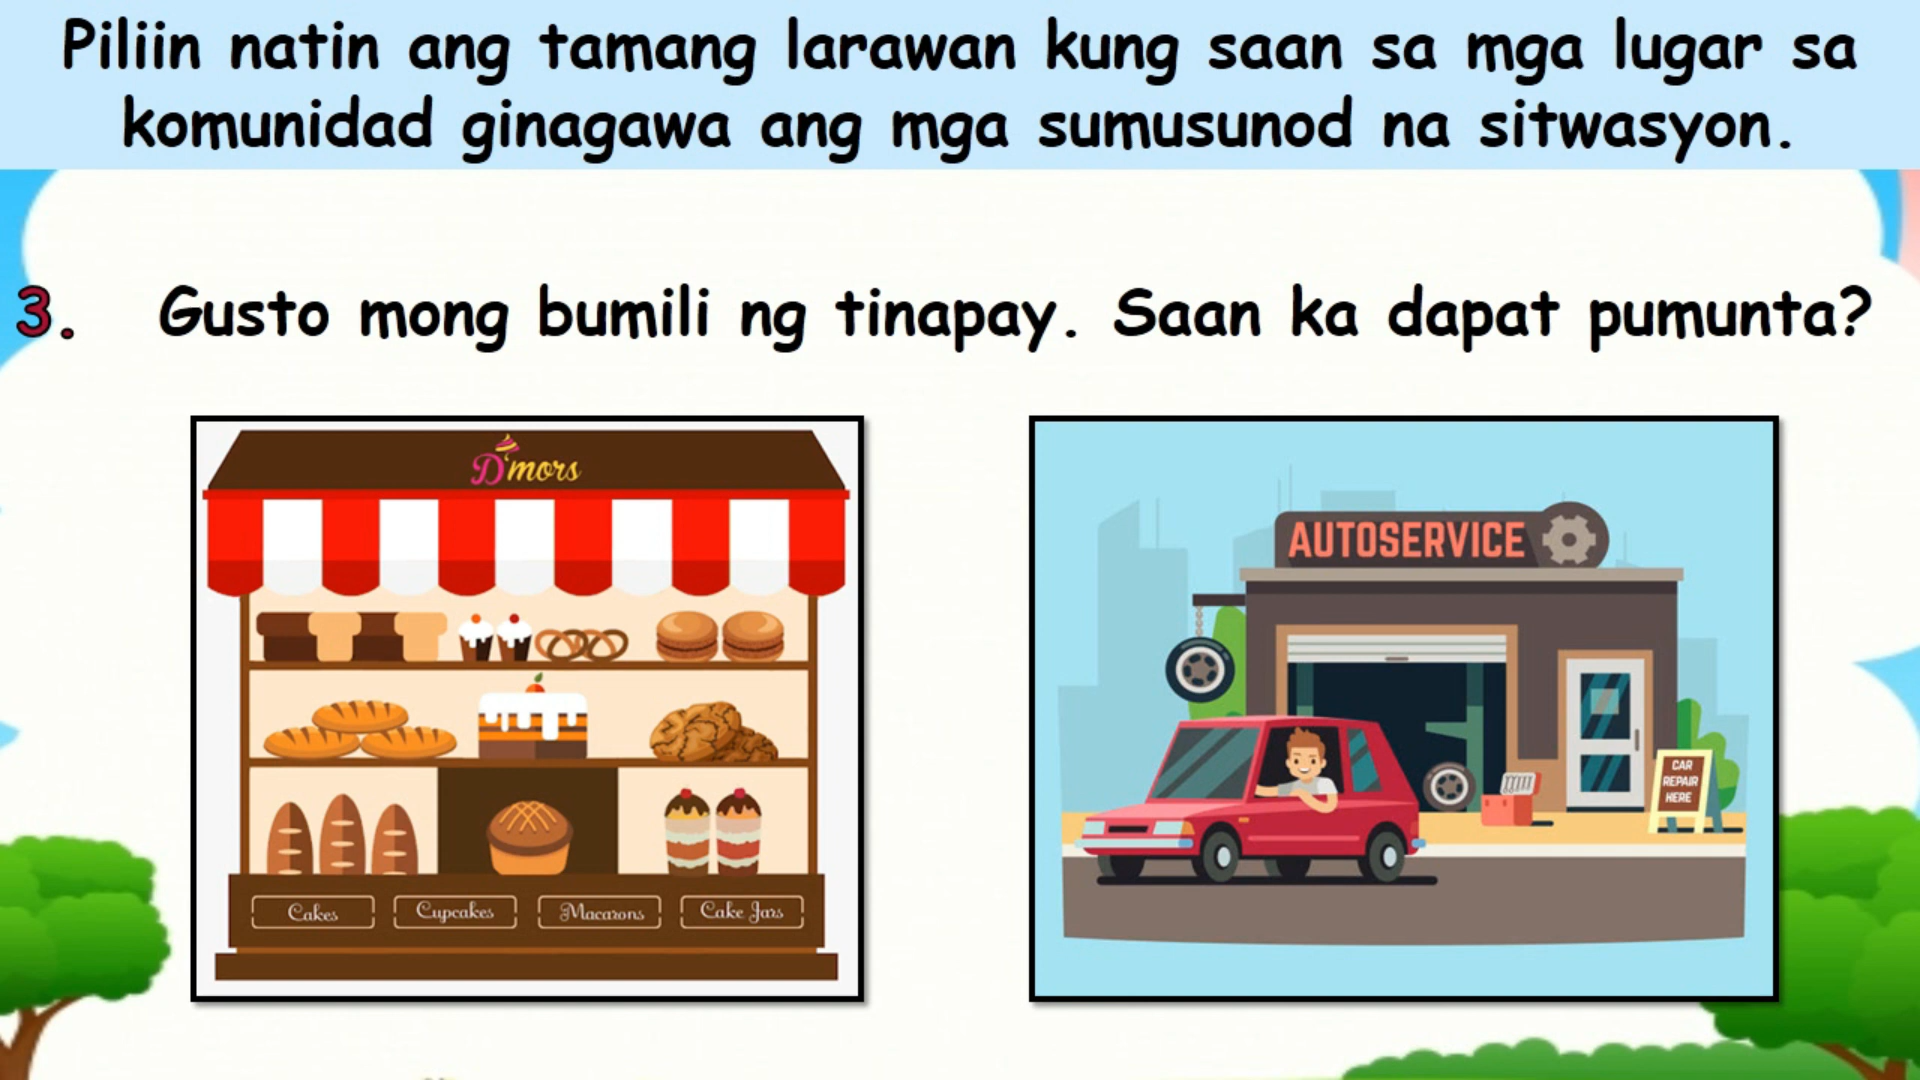 Piliin natin ang tamang larawan kung saan sa mga lugar sa
komunidad ginagawa ang mga sumusunod na sitwasyon.
3. Gusto mong bumili ng tinapay. Saan ka dapat pumunta?
D'mors
Cakes
Cupcakes
Macarons
Cake Jars
AUTOSERVICE
CAR
REPAIR
HERE